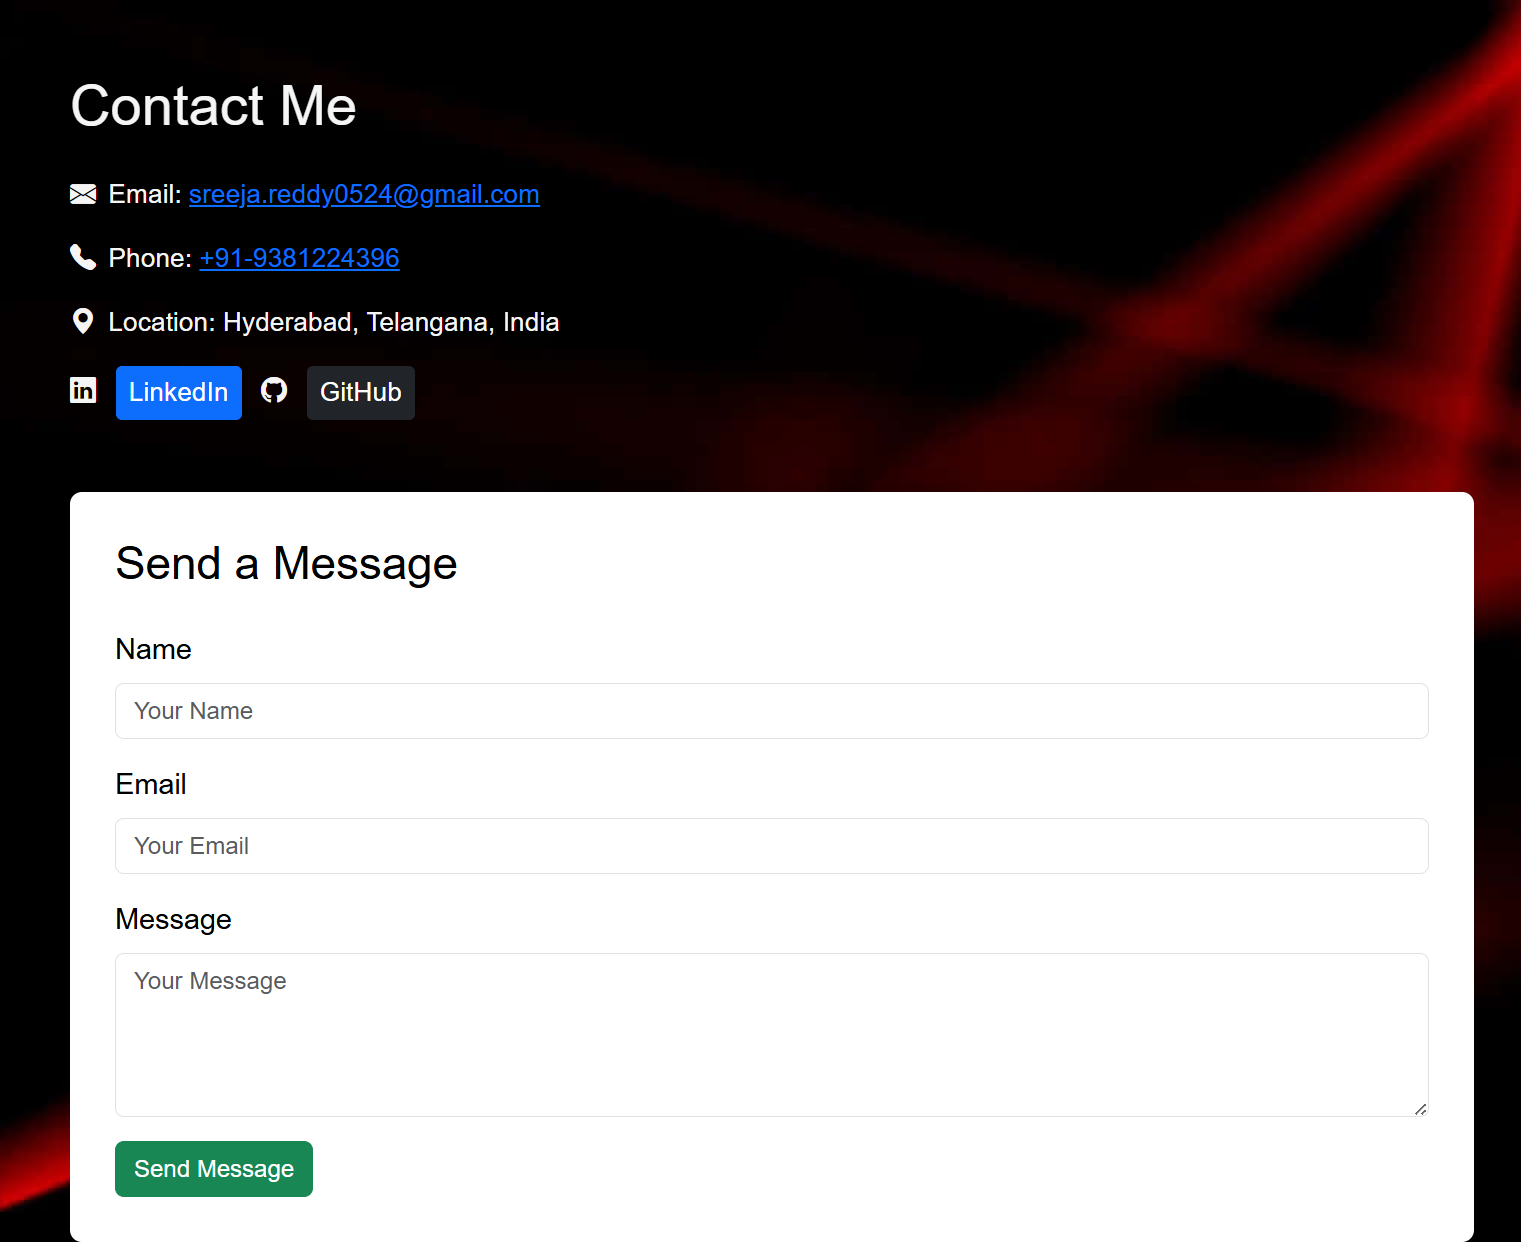 Contact Me
Email: sreeja.reddy0524@gmail.com
Phone: +91-9381224396
Location: Hyderabad, Telangana, India
in LinkedIn GitHub
Send a Message
Name
Your Name
Email
Your Email
Message
Your Message
Send Message